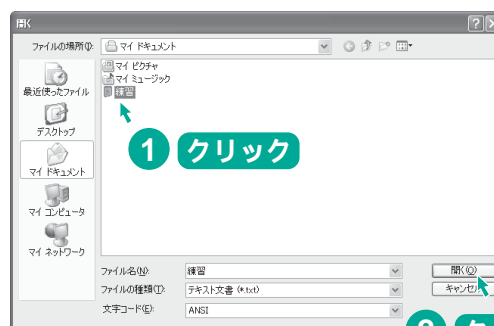 開く
ファイルの場所(I):
マイ ドキュメント
マイ ピクチャ
マイ ミュージック
練習
最近使ったファイル
デスクトップ
マイ ドキュメント
マイ コンピュータ
マイ ネットワーク
1 クリック
ファイル名(N):
練習
開く(O)
ファイルの種類(T):
テキスト文書 (*.txt)
文字コード(E):
ANSI